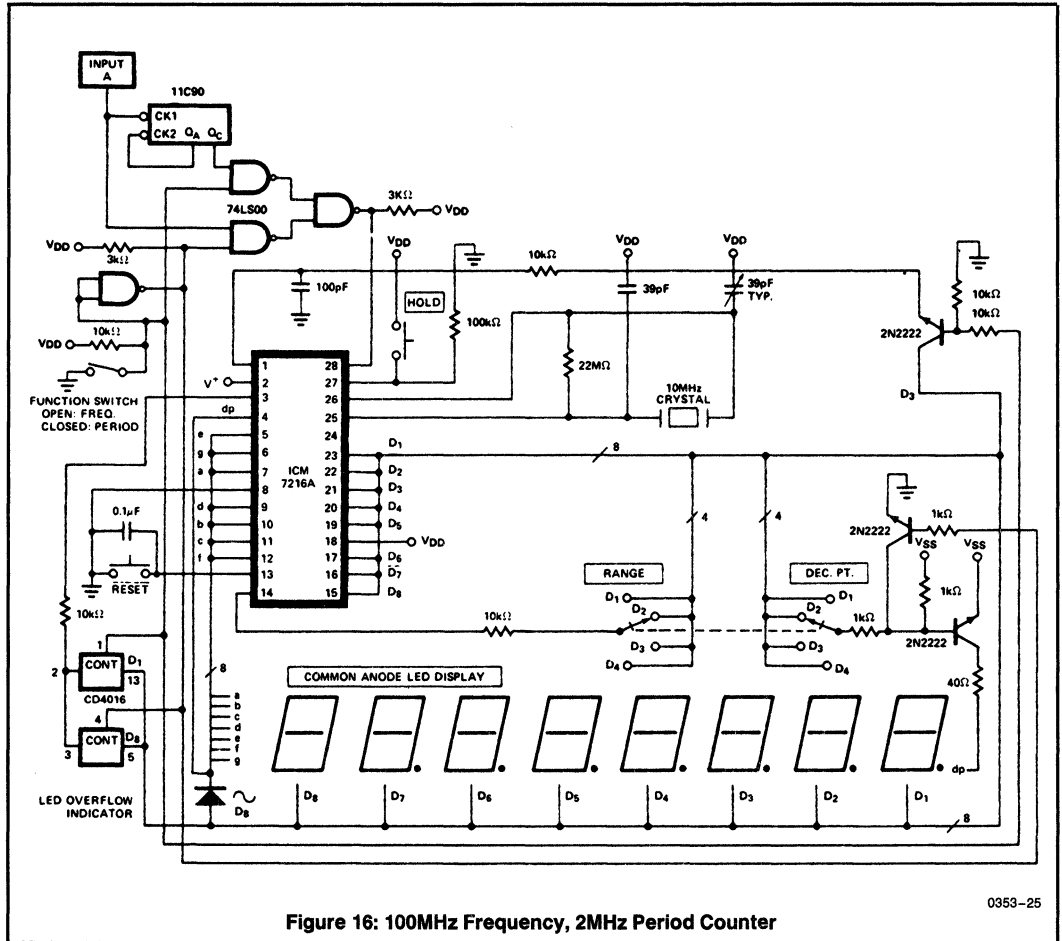 INPUT
A
11C90
CK1
CK2 QA QC
74LS00
3KΩ
VDD
VDD
3kΩ
VDD
VDD
VDD
10kΩ
100pF
HOLD
39pF
39pF
TYP.
100kΩ
22MΩ
10kΩ
10kΩ
2N2222
10kΩ
VDD
FUNCTION SWITCH
OPEN: FREQ.
CLOSED: PERIOD
V+
10MHz
CRYSTAL
D3
1 28
2 27
3 26
dp 4 25
e 5 24
g 6 23 D1
a 7 22 D2
8 21 D3
d 9 20 D4
b 10 19 D5
c 11 18 VDD
f 12 17 D6
13 16 D7
14 15 D8
ICM
7216A
8
4
4
0.1µF
RESET
10kΩ
2N2222
1kΩ
VSS
VSS
1kΩ
RANGE
DEC. PT.
D1
D2
D3
D4
D1
D2
D3
D4
10kΩ
1kΩ
2N2222
40Ω
1
2
CONT
D1
13
CD4016
4
3
CONT
D8
5
8
a
b
c
d
e
f
g
COMMON ANODE LED DISPLAY
dp
LED OVERFLOW
INDICATOR
D8
D8 D7 D6 D5 D4 D3 D2 D1
8
0353-25
Figure 16: 100MHz Frequency, 2MHz Period Counter